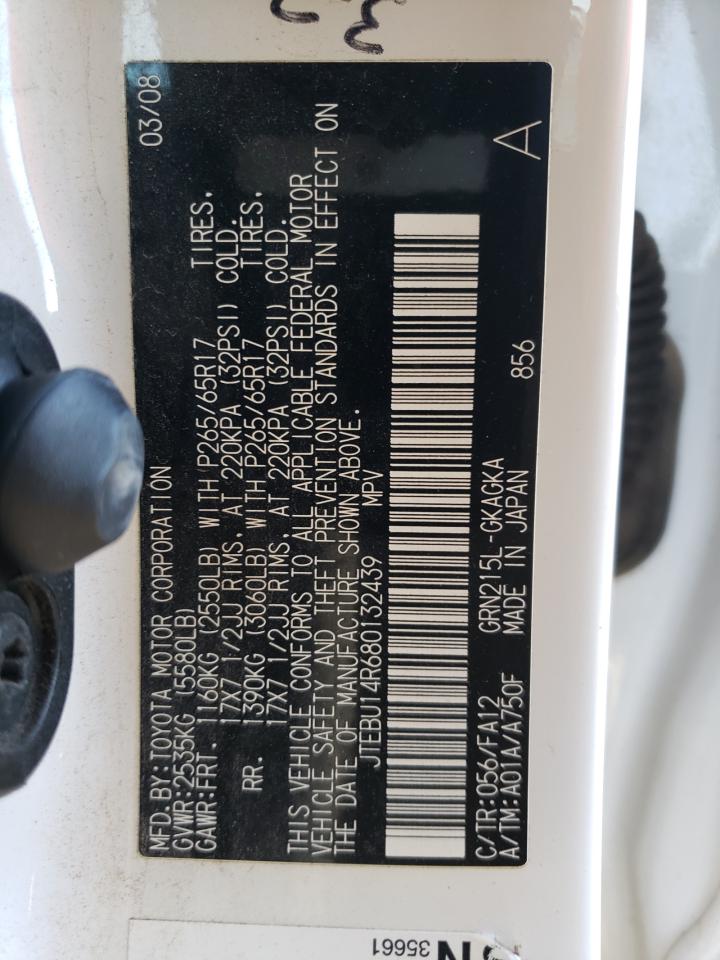 MFD.BY:TOYOTA MOTOR CORPORATION 03/08
GVWR:2535KG (5580LB)
GAWR:FRT. 1160KG (2550LB) WITH P265/65R17 TIRES,
17X7 1/2JJ RIMS, AT 220KPA (32PSI) COLD.
RR. 1390KG (3060LB) WITH P265/65R17 TIRES,
17X7 1/2JJ RIMS, AT 220KPA (32PSI) COLD.
THIS VEHICLE CONFORMS TO ALL APPLICABLE FEDERAL MOTOR
VEHICLE SAFETY AND THEFT PREVENTION STANDARDS IN EFFECT ON
THE DATE OF MANUFACTURE SHOWN ABOVE.
JTEBU14R680132439 MPV
C/TR:056/FA12 GRN215L-GKAGKA
A/TM:A01A/A750F MADE IN JAPAN 856 A
35661